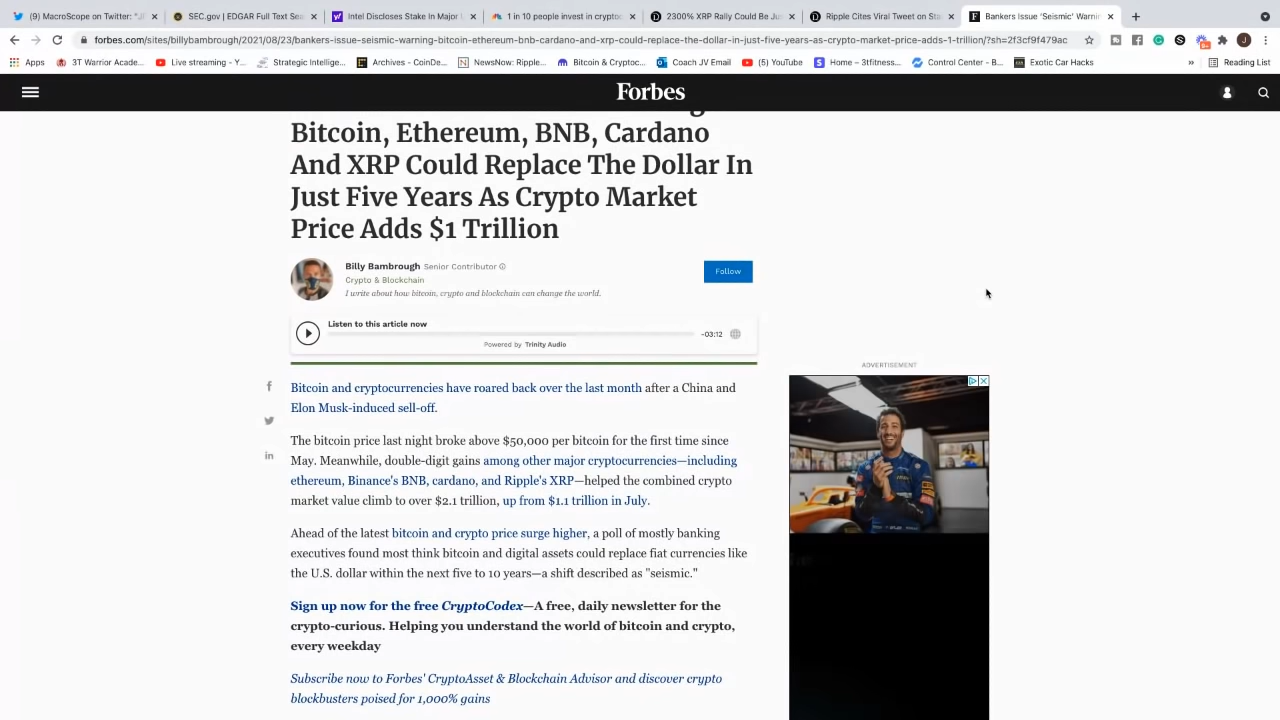 (9) MacroScope on Twitter: "Ji
SEC.gov | EDGAR Full Text Sea
Intel Discloses Stake In Major U
1 in 10 people invest in cryptoc
2300% XRP Rally Could Be Jus
Ripple Cites Viral Tweet on Sta
Bankers Issue 'Seismic' Warnin
forbes.com/sites/billybambrough/2021/08/23/bankers-issue-seismic-warning-bitcoin-ethereum-bnb-cardano-and-xrp-could-replace-the-dollar-in-just-five-years-as-crypto-market-price-adds-1-trillion/?sh=2f3cf9f479ac
Apps
3T Warrior Acade...
Live streaming - Y...
Strategic Intellige...
Archives - CoinDe...
NewsNow: Ripple...
Bitcoin & Cryptoc...
Coach JV Email
(5) YouTube
Home – 3tfitness...
Control Center - B...
Exotic Car Hacks
Reading List
Forbes
Bitcoin, Ethereum, BNB, Cardano
And XRP Could Replace The Dollar In
Just Five Years As Crypto Market
Price Adds $1 Trillion
Billy Bambrough Senior Contributor
Crypto & Blockchain
I write about how bitcoin, crypto and blockchain can change the world.
Follow
Listen to this article now
-03:12
Powered by Trinity Audio
ADVERTISEMENT
Bitcoin and cryptocurrencies have roared back over the last month after a China and
Elon Musk-induced sell-off.
The bitcoin price last night broke above $50,000 per bitcoin for the first time since
May. Meanwhile, double-digit gains among other major cryptocurrencies—including
ethereum, Binance's BNB, cardano, and Ripple's XRP—helped the combined crypto
market value climb to over $2.1 trillion, up from $1.1 trillion in July.
Ahead of the latest bitcoin and crypto price surge higher, a poll of mostly banking
executives found most think bitcoin and digital assets could replace fiat currencies like
the U.S. dollar within the next five to 10 years—a shift described as "seismic."
Sign up now for the free CryptoCodex—A free, daily newsletter for the
crypto-curious. Helping you understand the world of bitcoin and crypto,
every weekday
Subscribe now to Forbes' CryptoAsset & Blockchain Advisor and discover crypto
blockbusters poised for 1,000% gains